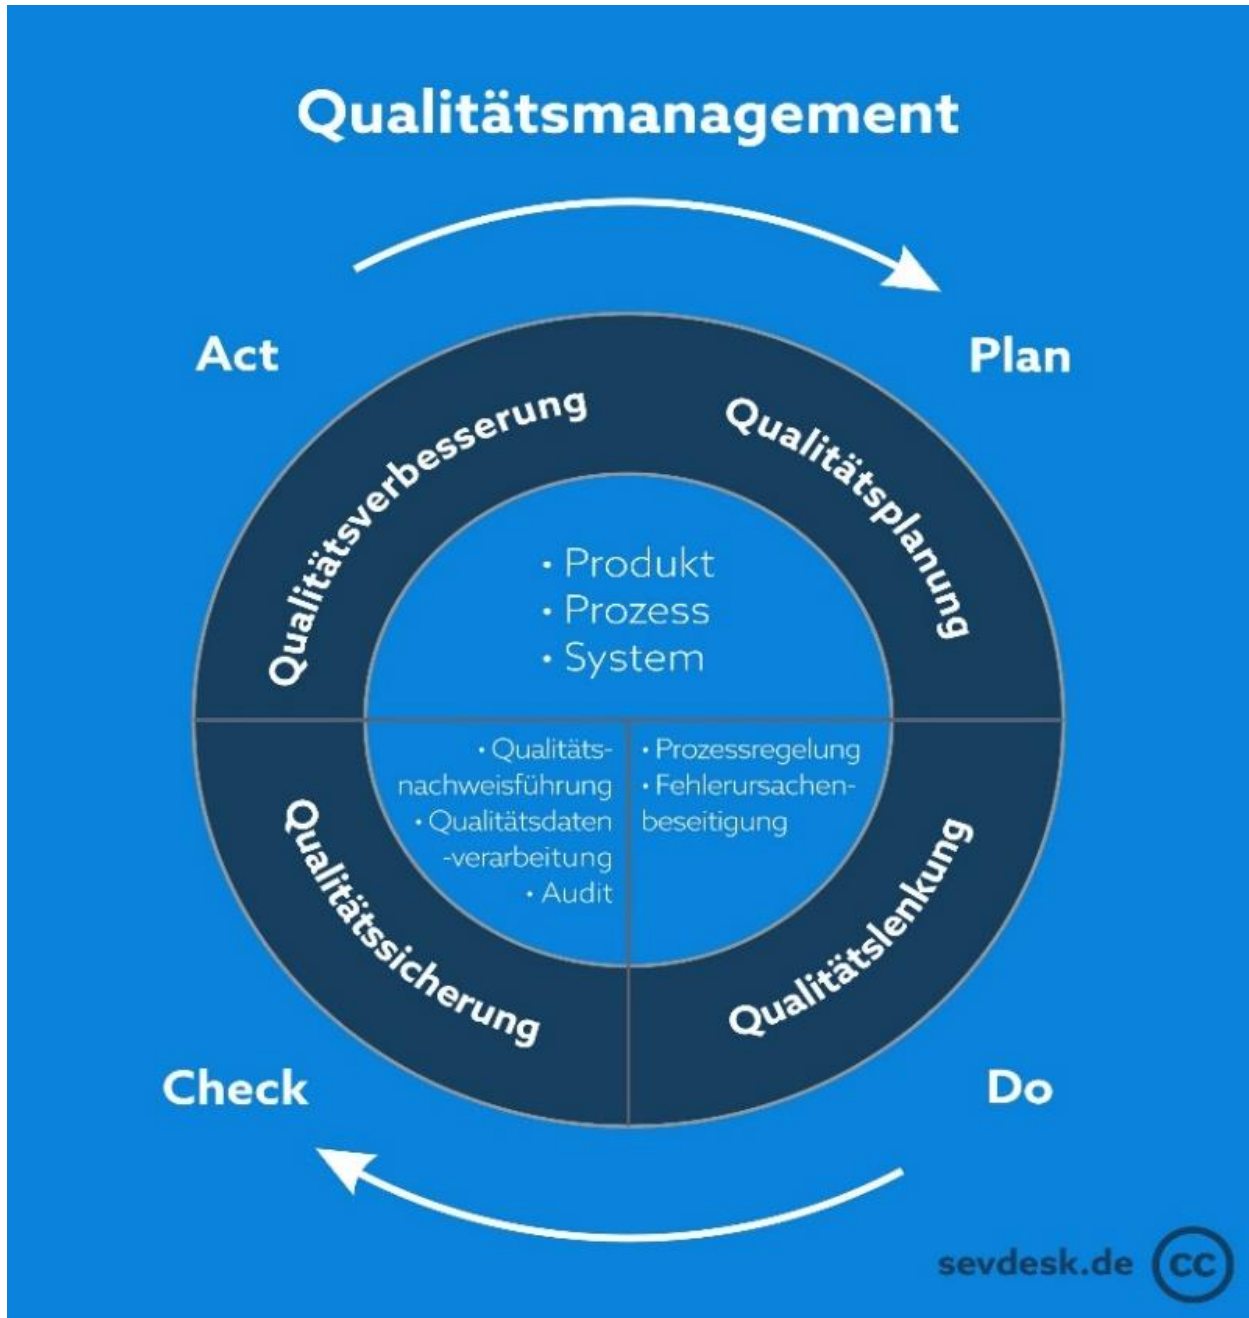 Qualitätsmanagement
Act
Plan
Qualitätsverbesserung
Qualitätsplanung
• Produkt
• Prozess
• System
• Qualitäts-
nachweisführung
• Qualitätsdaten
-verarbeitung
• Audit
• Prozessregelung
• Fehlerursachen-
beseitigung
Qualitätssicherung
Qualitätslenkung
Check
Do
sevdesk.de
cc